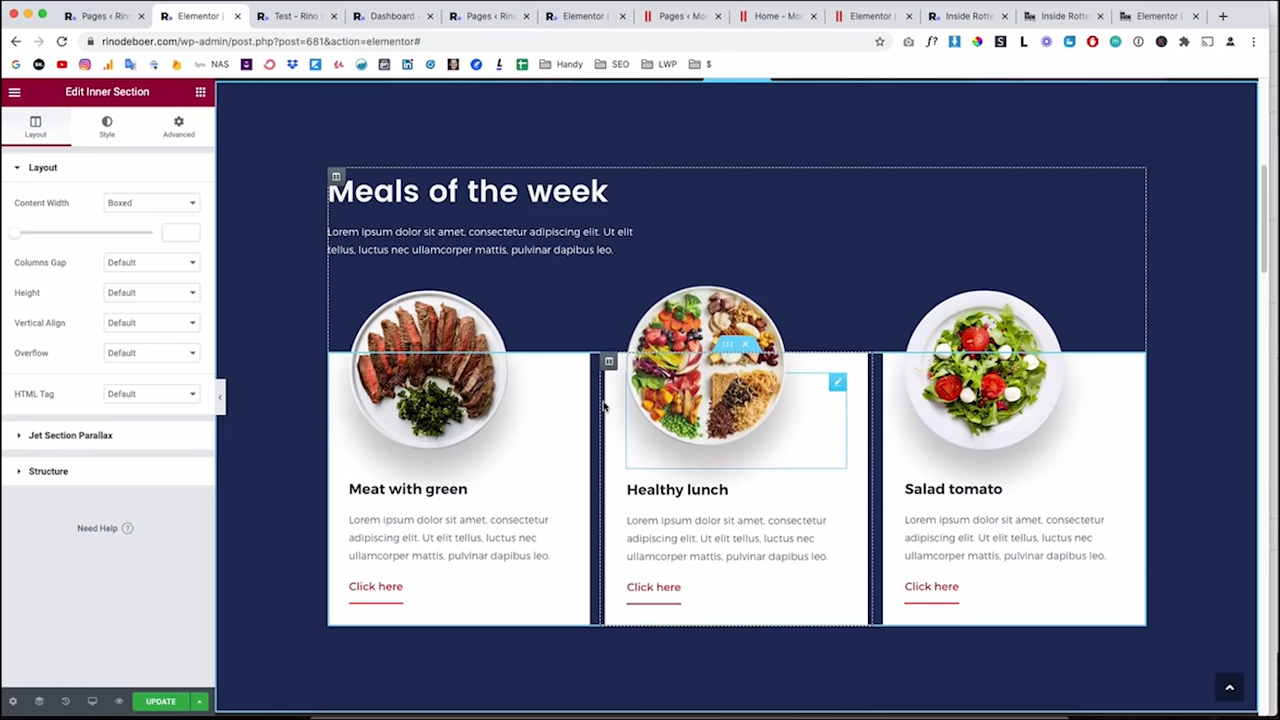 Pages ‹ Rino
Elementor |
Test – Rino d
Dashboard ‹
Pages ‹ Rino
Elementor |
Pages ‹ Mon
Home – Mon
Elementor |
Inside Rotte
Inside Rotte
Elementor |
rinodeboer.com/wp-admin/post.php?post=681&action=elementor#
NAS
Handy
SEO
LWP
$
Edit Inner Section
Layout
Style
Advanced
Layout
Content Width
Boxed
Columns Gap
Default
Height
Default
Vertical Align
Default
Overflow
Default
HTML Tag
Default
Jet Section Parallax
Structure
Need Help
UPDATE
Meals of the week
Lorem ipsum dolor sit amet, consectetur adipiscing elit. Ut elit
tellus, luctus nec ullamcorper mattis, pulvinar dapibus leo.
Meat with green
Lorem ipsum dolor sit amet, consectetur
adipiscing elit. Ut elit tellus, luctus nec
ullamcorper mattis, pulvinar dapibus leo.
Click here
Healthy lunch
Lorem ipsum dolor sit amet, consectetur
adipiscing elit. Ut elit tellus, luctus nec
ullamcorper mattis, pulvinar dapibus leo.
Click here
Salad tomato
Lorem ipsum dolor sit amet, consectetur
adipiscing elit. Ut elit tellus, luctus nec
ullamcorper mattis, pulvinar dapibus leo.
Click here